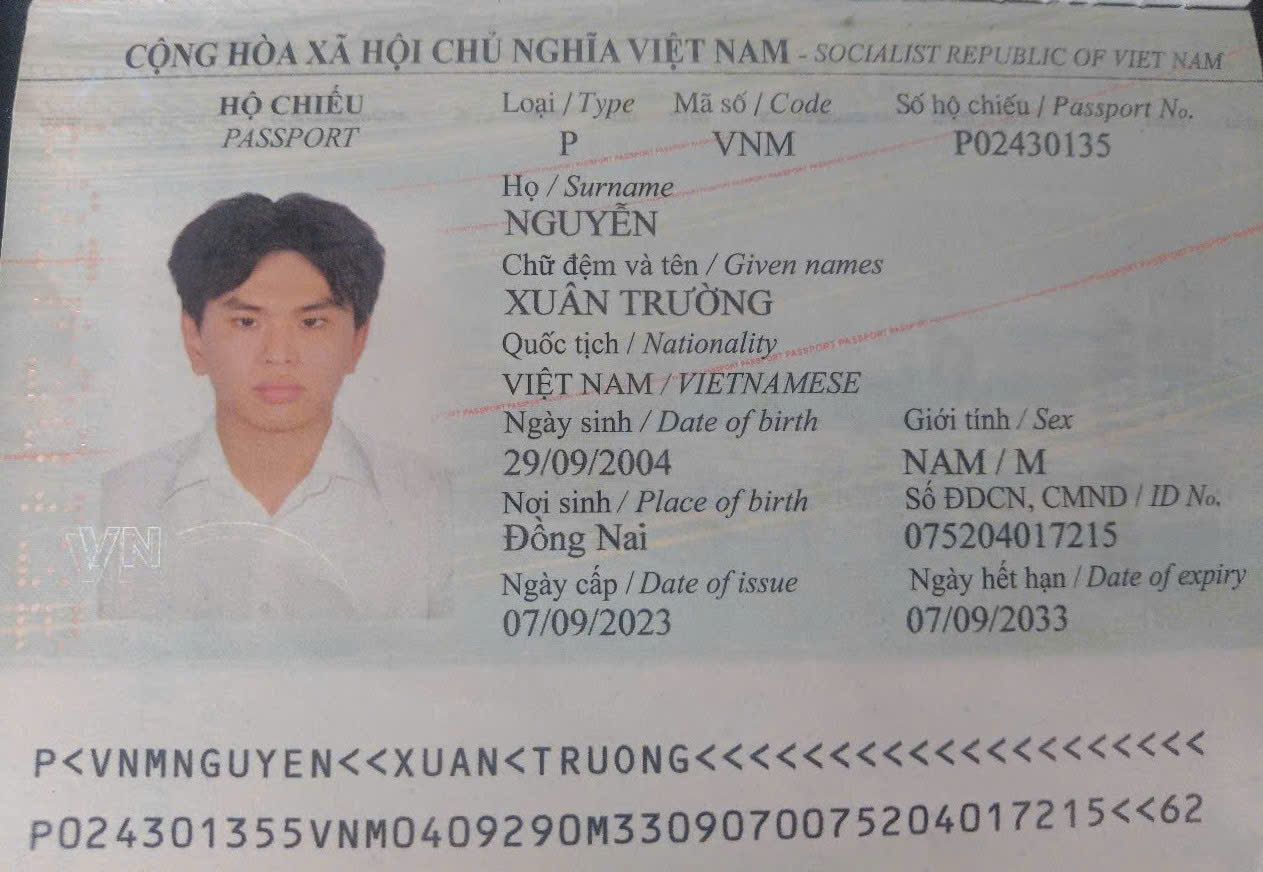 CỘNG HÒA XÃ HỘI CHỦ NGHĨA VIỆT NAM - SOCIALIST REPUBLIC OF VIET NAM
HỘ CHIẾU
PASSPORT
Loại / Type Mã số / Code Số hộ chiếu / Passport No.
P VNM P02430135
Họ / Surname
NGUYỄN
Chữ đệm và tên / Given names
XUÂN TRƯỜNG
Quốc tịch / Nationality
VIỆT NAM / VIETNAMESE
Ngày sinh / Date of birth Giới tính / Sex
29/09/2004 NAM / M
Nơi sinh / Place of birth Số ĐDCN, CMND / ID No.
Đồng Nai 075204017215
Ngày cấp / Date of issue Ngày hết hạn / Date of expiry
07/09/2023 07/09/2033
VN
P<VNMNGUYEN<<XUAN<TRUONG<<<<<<<<<<<<<<<<<<<
P024301355VNM0409290M3309070075204017215<<62